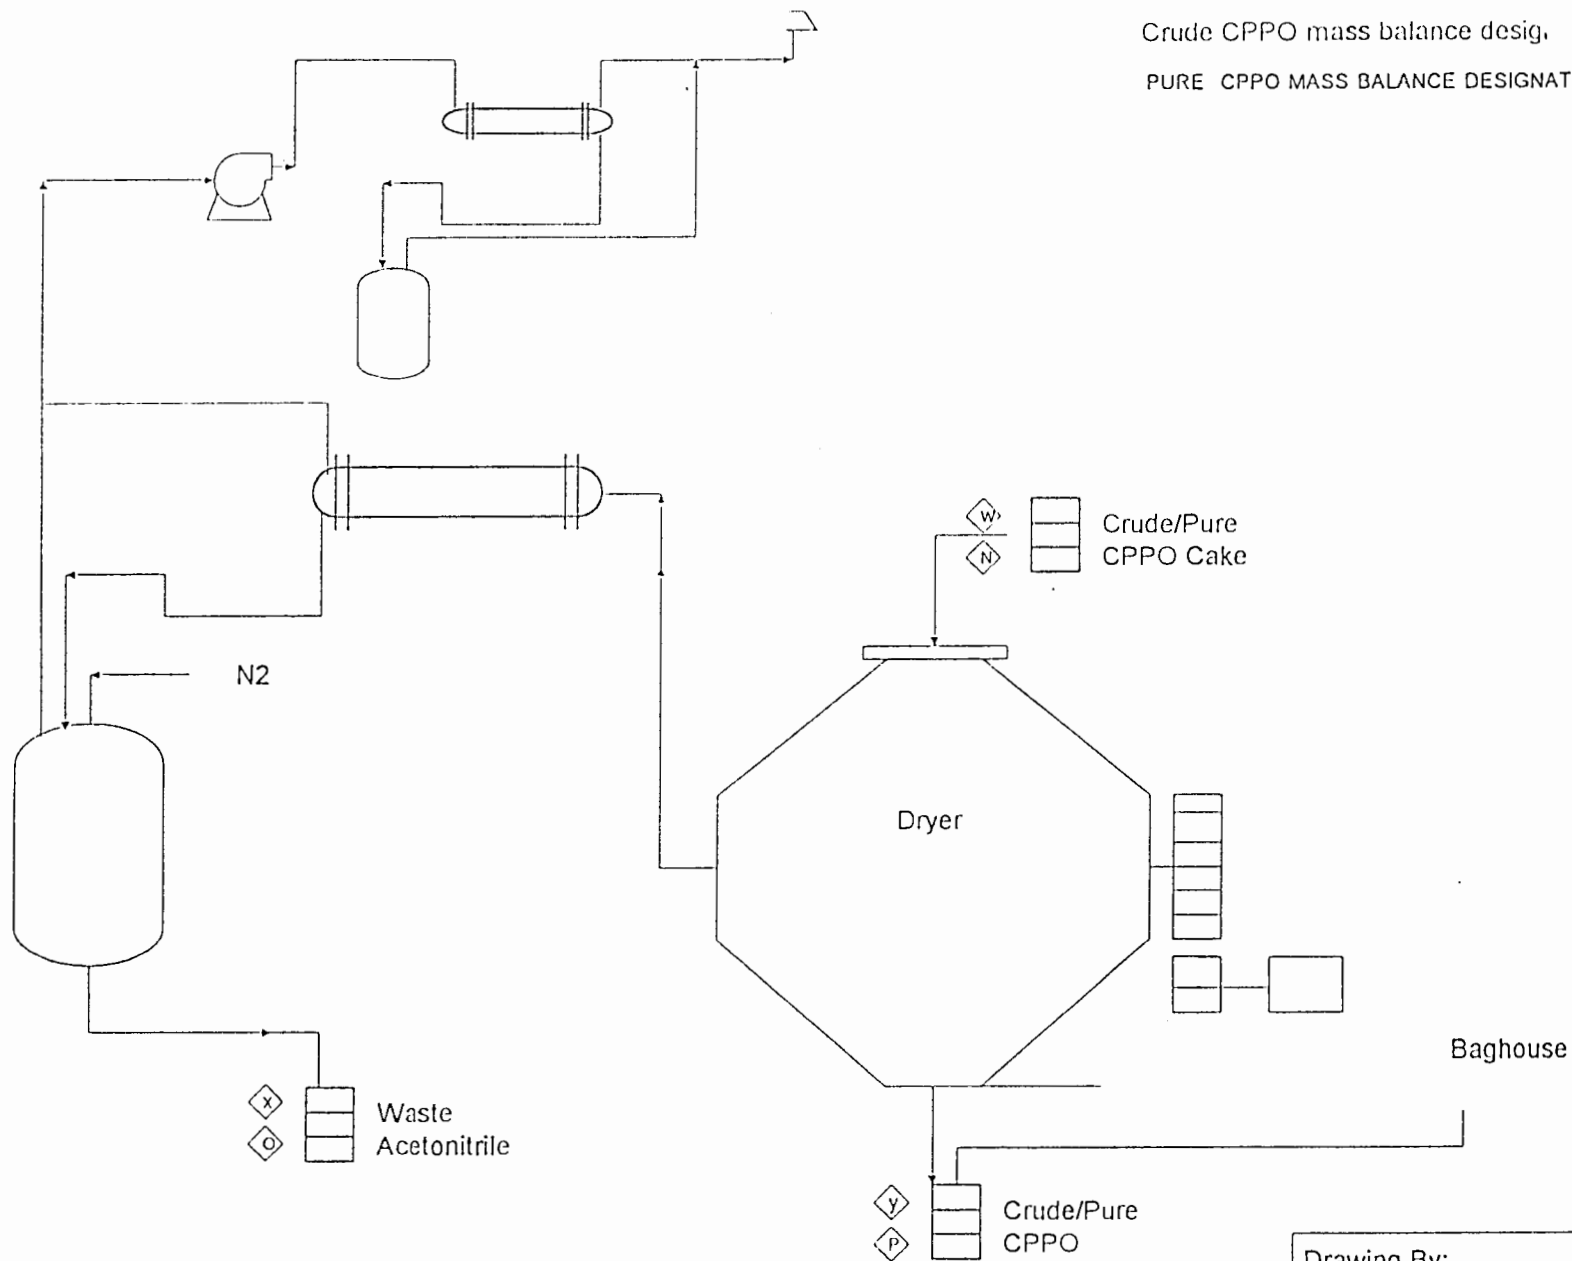 Crude CPPO mass balance desig.
PURE CPPO MASS BALANCE DESIGNAT
W
N
Crude/Pure
CPPO Cake
N2
Dryer
Baghouse
X
O
Waste
Acetonitrile
y
P
Crude/Pure
CPPO
Drawing By: